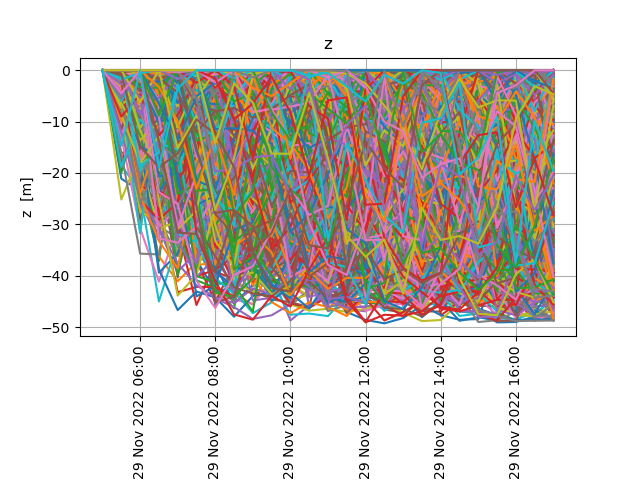 z
0
−10
−20
−30
−40
−50
z [m]
29 Nov 2022 06:00
29 Nov 2022 08:00
29 Nov 2022 10:00
29 Nov 2022 12:00
29 Nov 2022 14:00
29 Nov 2022 16:00